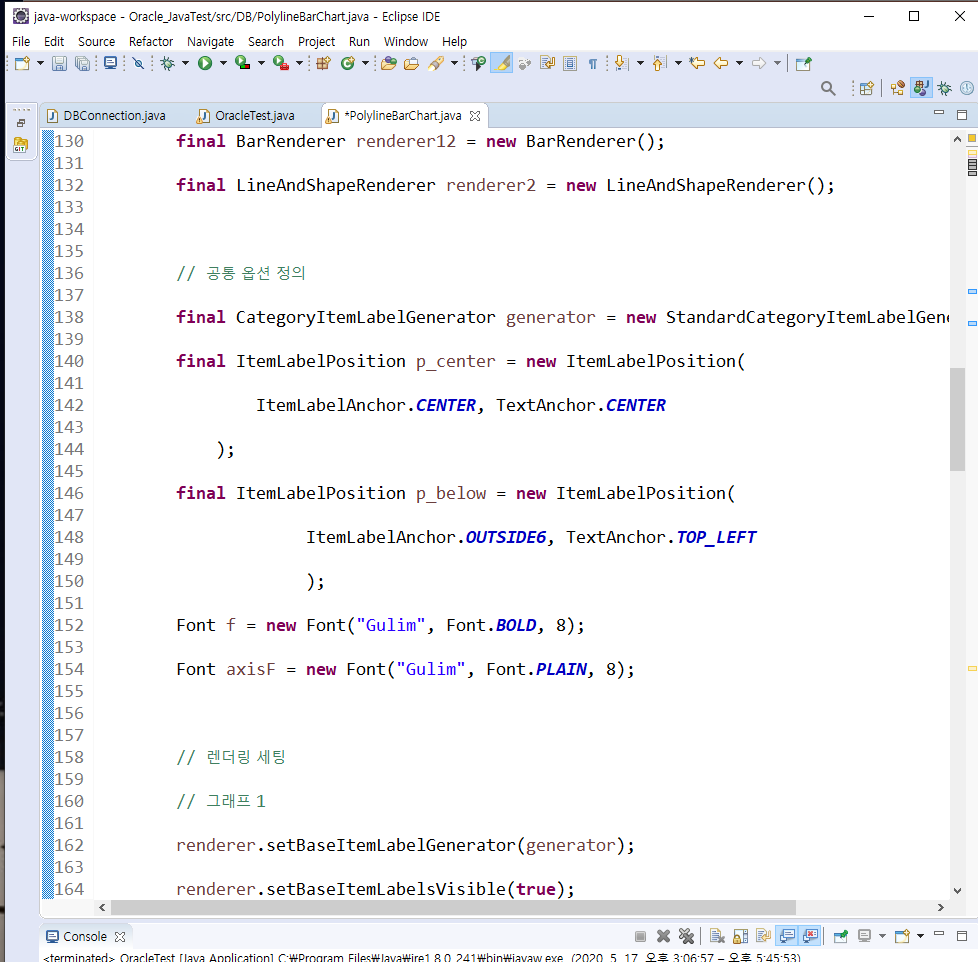 java-workspace - Oracle_JavaTest/src/DB/PolylineBarChart.java - Eclipse IDE
File Edit Source Refactor Navigate Search Project Run Window Help
DBConnection.java OracleTest.java *PolylineBarChart.java
130 final BarRenderer renderer12 = new BarRenderer();
131
132 final LineAndShapeRenderer renderer2 = new LineAndShapeRenderer();
133
134
135
136 // 공통 옵션 정의
137
138 final CategoryItemLabelGenerator generator = new StandardCategoryItemLabelGene
139
140 final ItemLabelPosition p_center = new ItemLabelPosition(
141
142 ItemLabelAnchor.CENTER, TextAnchor.CENTER
143
144 );
145
146 final ItemLabelPosition p_below = new ItemLabelPosition(
147
148 ItemLabelAnchor.OUTSIDE6, TextAnchor.TOP_LEFT
149
150 );
151
152 Font f = new Font("Gulim", Font.BOLD, 8);
153
154 Font axisF = new Font("Gulim", Font.PLAIN, 8);
155
156
157
158 // 렌더링 세팅
159
160 // 그래프 1
161
162 renderer.setBaseItemLabelGenerator(generator);
163
164 renderer.setBaseItemLabelsVisible(true);
Console
<terminated> OracleTest [Java Application] C:₩Program Files₩Java₩jre1.8.0_241₩bin₩javaw.exe (2020. 5. 17. 오후 3:06:57 – 오후 5:45:53)